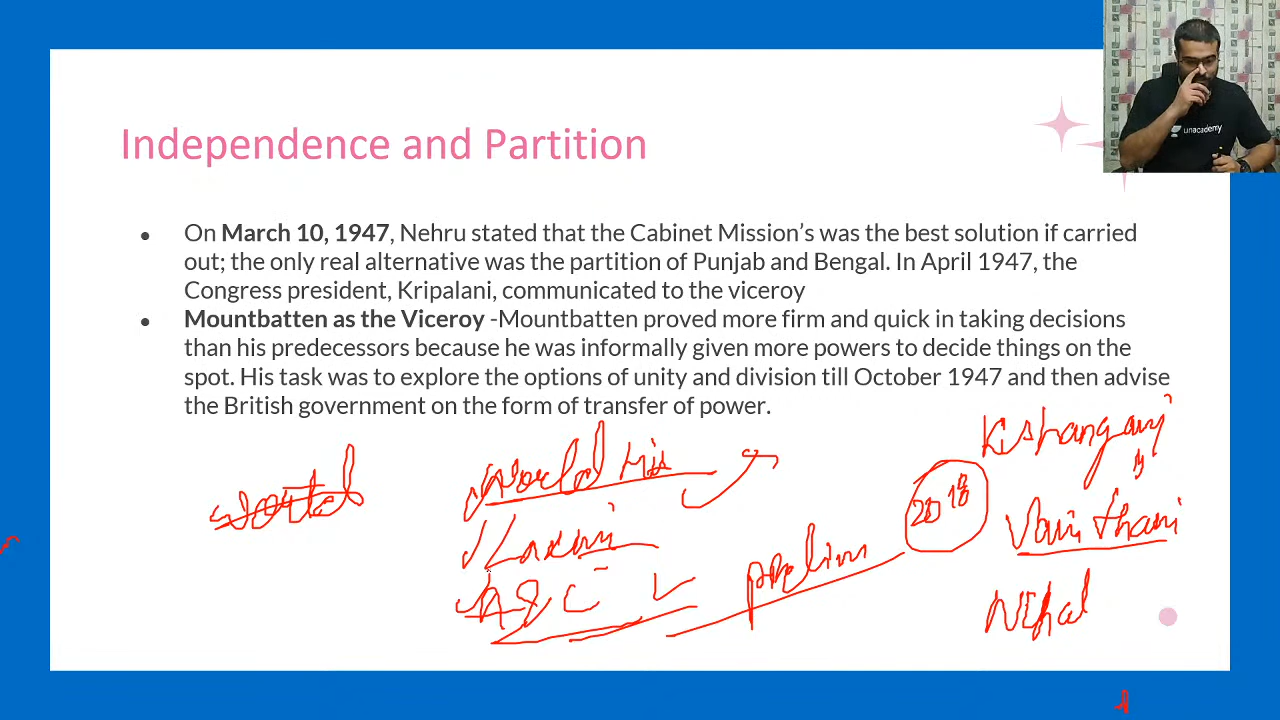 unacademy
Independence and Partition
● On March 10, 1947, Nehru stated that the Cabinet Mission's was the best solution if carried
out; the only real alternative was the partition of Punjab and Bengal. In April 1947, the
Congress president, Kripalani, communicated to the viceroy
● Mountbatten as the Viceroy -Mountbatten proved more firm and quick in taking decisions
than his predecessors because he was informally given more powers to decide things on the
spot. His task was to explore the options of unity and division till October 1947 and then advise
the British government on the form of transfer of power.
Kishanganj
World His
2018
Laxmi
prelims
Nihal